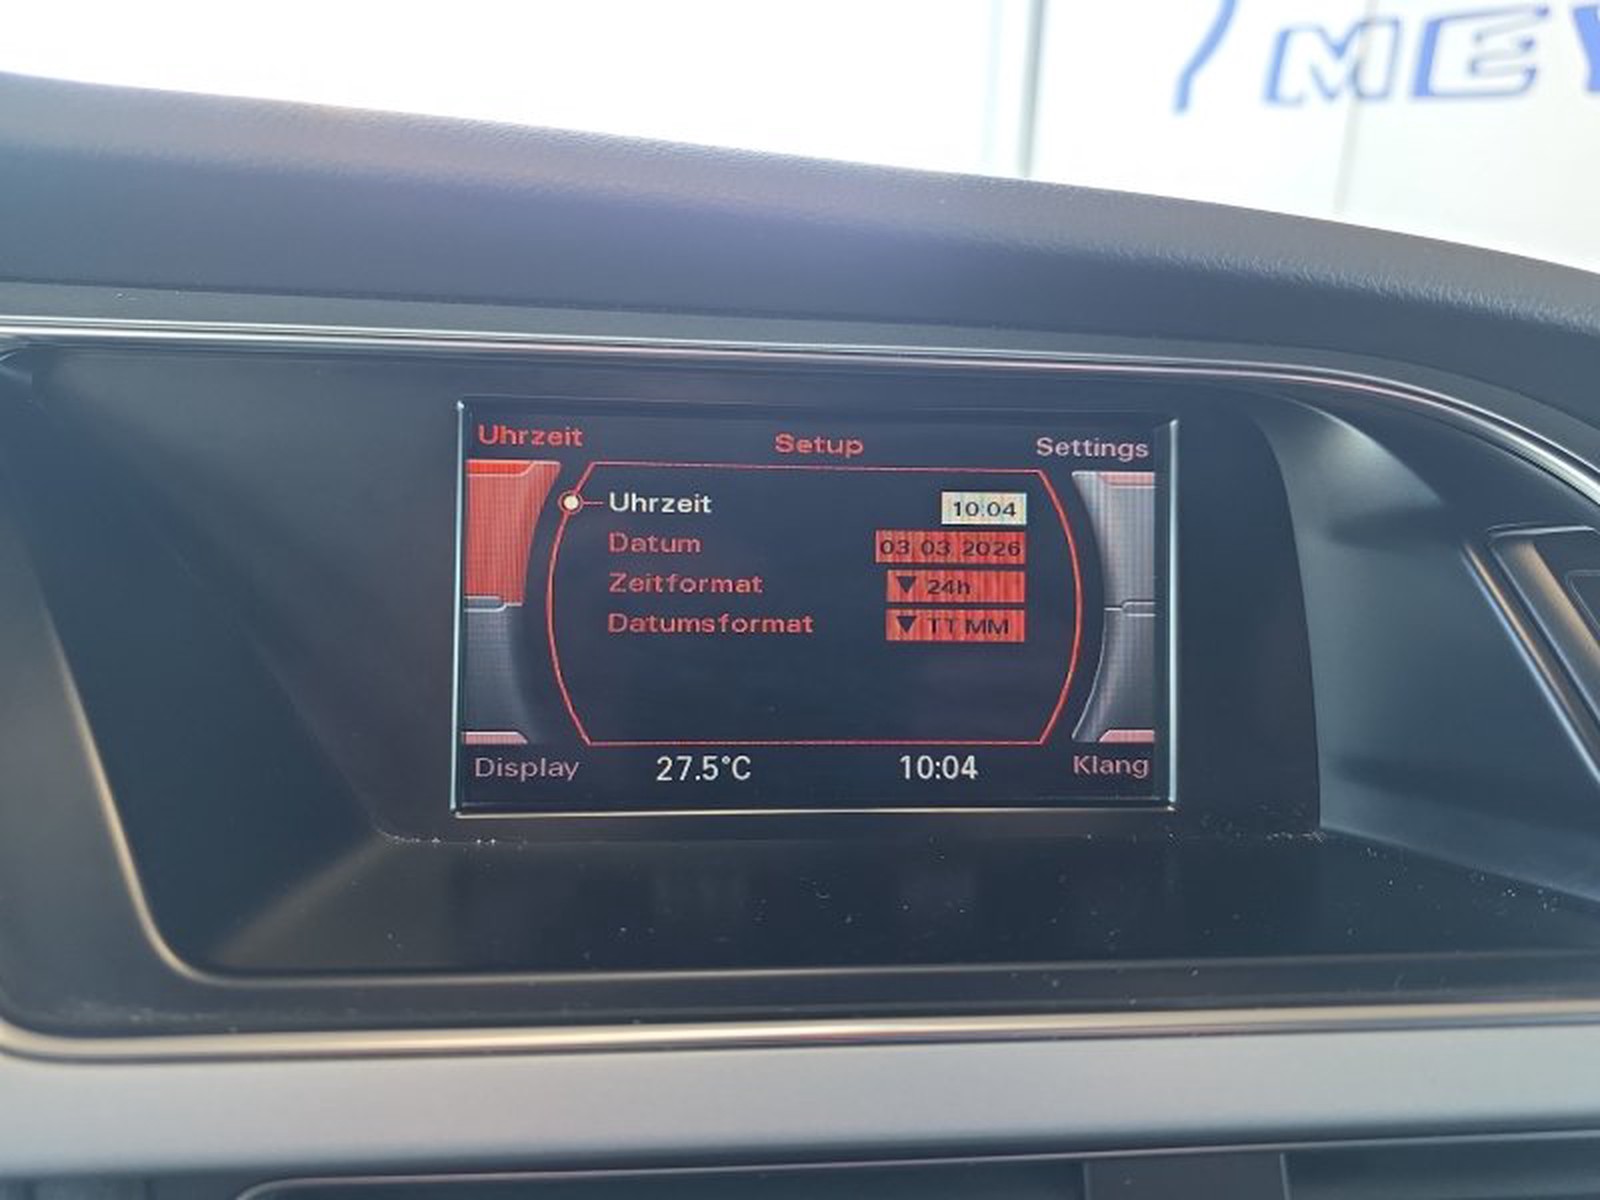 MEY
Uhrzeit Setup Settings
Uhrzeit 10:04
Datum 03.03.2026
Zeitformat ▼ 24h
Datumsformat ▼ TT.MM
Display 27.5°C 10:04 Klang